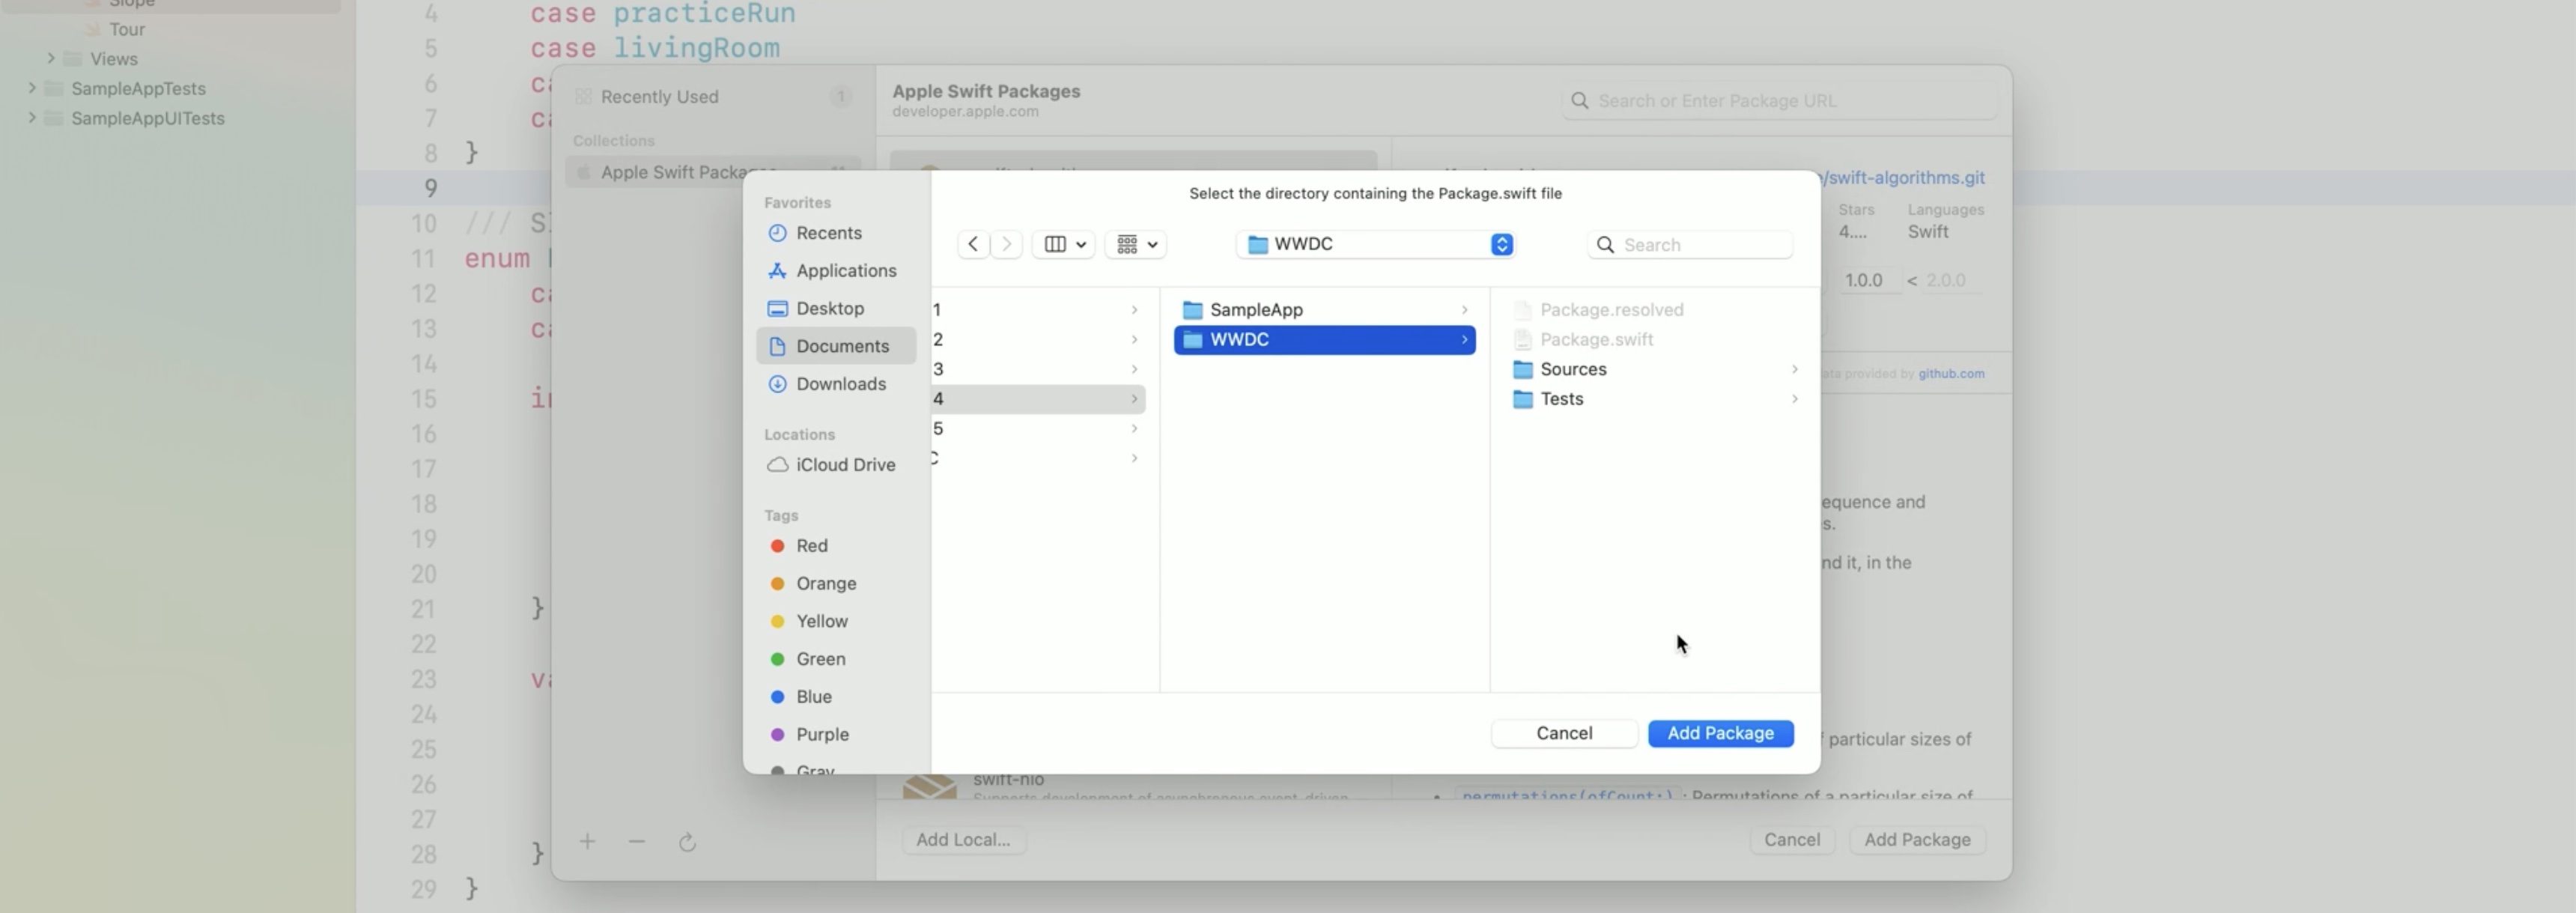 Slope
Tour
Views
SampleAppTests
SampleAppUITests
4 case practiceRun
5 case livingRoom
6
7
8 }
9
10 ///
11 enum
12
13
14
15
16
17
18
19
20
21 }
22
23
24
25
26
27
28 }
29 }
Recently Used 1
Collections
Apple Swift Packages
Apple Swift Packages
developer.apple.com
Search or Enter Package URL
/swift-algorithms.git
Stars Languages
4.... Swift
1.0.0 < 2.0.0
provided by github.com
and
s.
it, in the
particular sizes of
swift-nio
Supports development of asynchronous event-driven
permutations(ofCount:): Permutations of a particular size of
Add Local...
Cancel Add Package
Select the directory containing the Package.swift file
WWDC
Search
Favorites
Recents
Applications
Desktop
Documents
Downloads
Locations
iCloud Drive
Tags
Red
Orange
Yellow
Green
Blue
Purple
Gray
1
2
3
4
5
SampleApp
WWDC
Package.resolved
Package.swift
Sources
Tests
Cancel Add Package